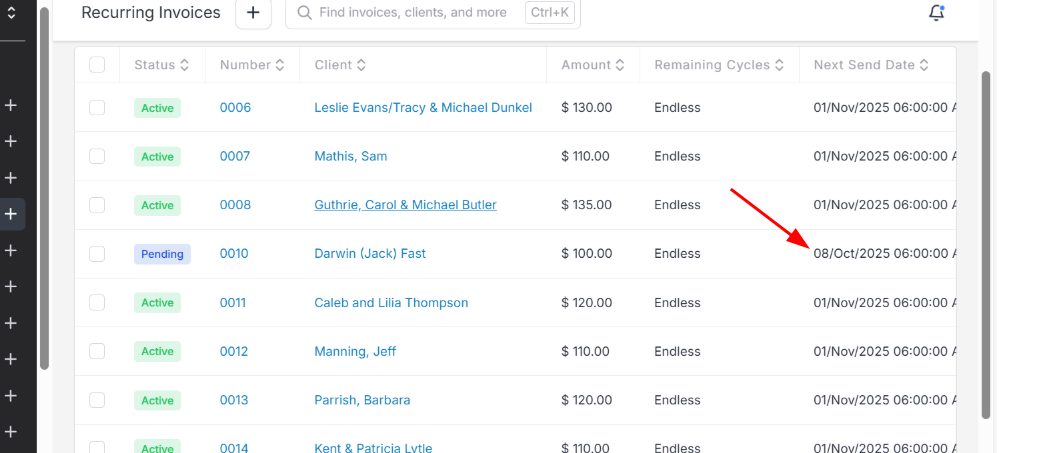 Recurring Invoices + Find invoices, clients, and more Ctrl+K
Status Number Client Amount Remaining Cycles Next Send Date
Active 0006 Leslie Evans/Tracy & Michael Dunkel $ 130.00 Endless 01/Nov/2025 06:00:00 A
Active 0007 Mathis, Sam $ 110.00 Endless 01/Nov/2025 06:00:00 A
Active 0008 Guthrie, Carol & Michael Butler $ 135.00 Endless 01/Nov/2025 06:00:00 A
Pending 0010 Darwin (Jack) Fast $ 100.00 Endless 08/Oct/2025 06:00:00 A
Active 0011 Caleb and Lilia Thompson $ 120.00 Endless 01/Nov/2025 06:00:00 A
Active 0012 Manning, Jeff $ 110.00 Endless 01/Nov/2025 06:00:00 A
Active 0013 Parrish, Barbara $ 120.00 Endless 01/Nov/2025 06:00:00 A
Active 0014 Kent & Patricia Lytle $ 110.00 Endless 01/Nov/2025 06:00:00 A